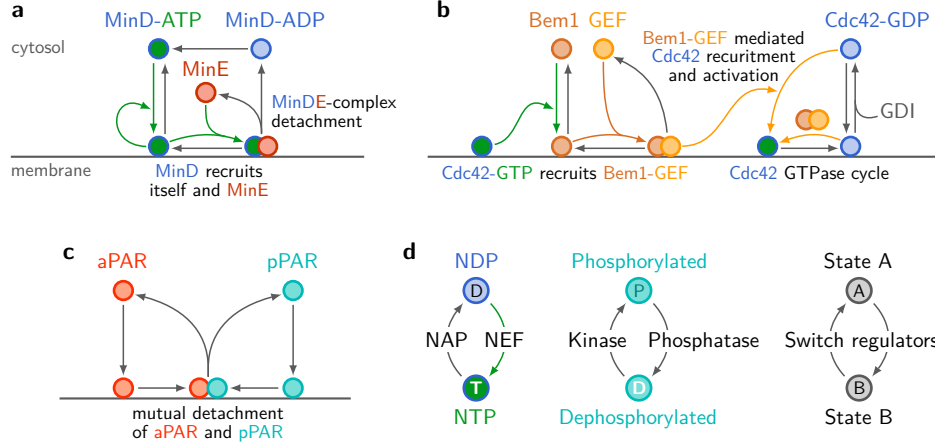 a
MinD-ATP MinD-ADP
cytosol
MinE
MinDE-complex
detachment
membrane
MinD recruits
itself and MinE
b
Bem1 GEF Cdc42-GDP
Bem1-GEF mediated
Cdc42 recuritment
and activation
GDI
Cdc42-GTP recruits Bem1-GEF
Cdc42 GTPase cycle
c
aPAR pPAR
mutual detachment
of aPAR and pPAR
d
NDP
D
NAP NEF
T
NTP
Phosphorylated
P
Kinase Phosphatase
D
Dephosphorylated
State A
A
Switch regulators
B
State B